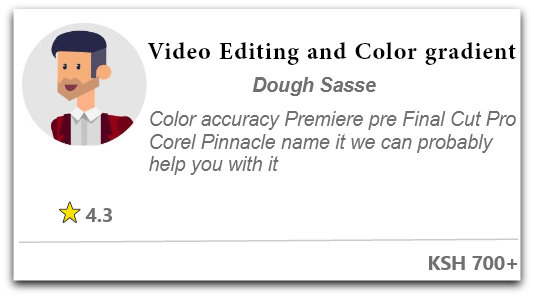 Video Editing and Color gradient
Dough Sasse
Color accuracy Premiere pre Final Cut Pro
Corel Pinnacle name it we can probably
help you with it
4.3
KSH 700+